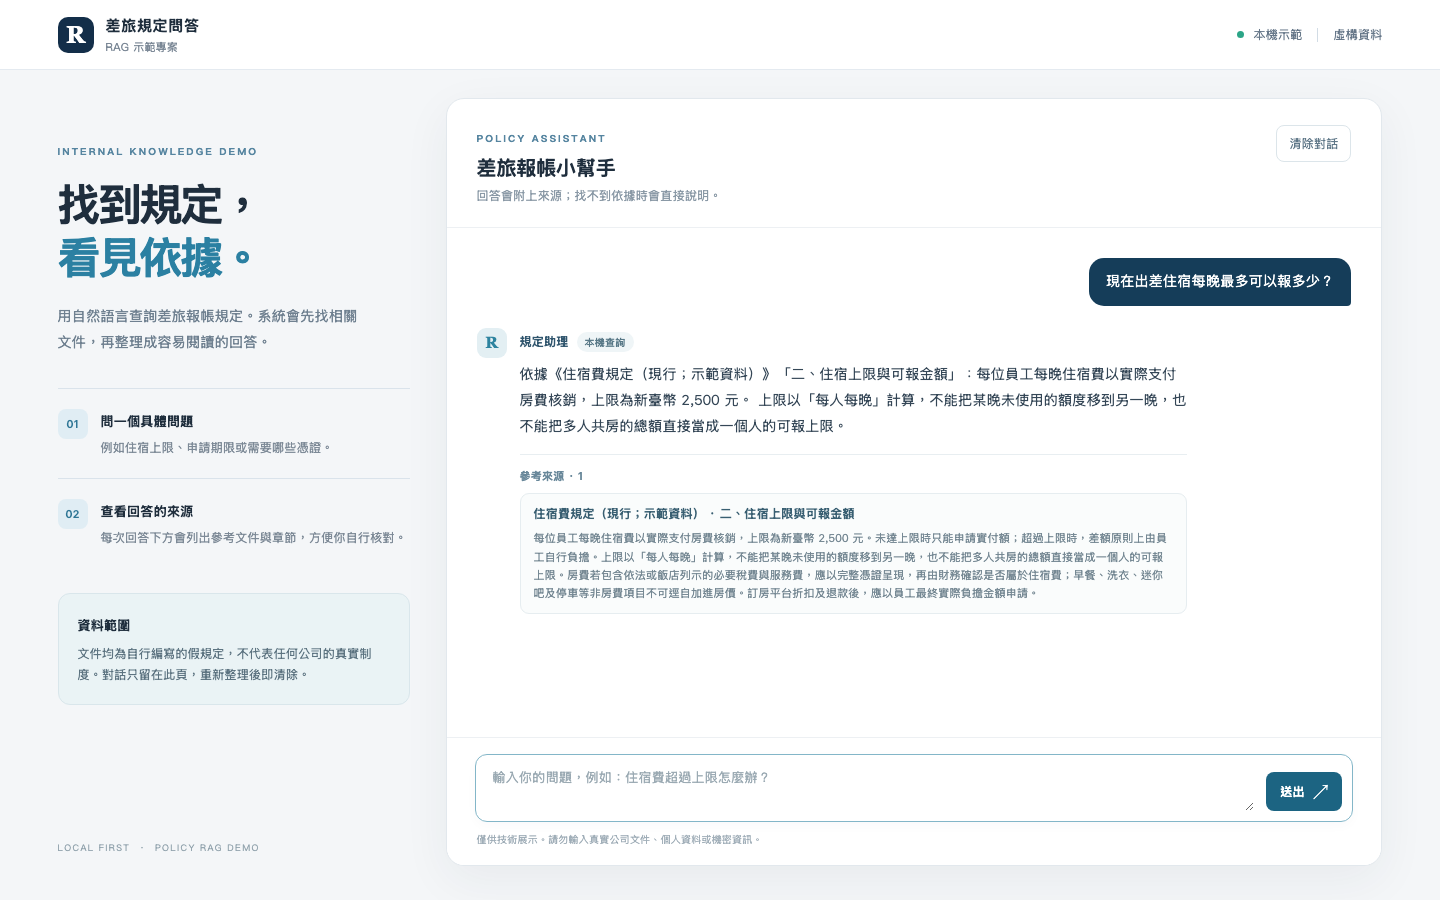 R
差旅規定問答
RAG 示範專案
本機示範
虛構資料
INTERNAL KNOWLEDGE DEMO
找到規定，
看見依據。
用自然語言查詢差旅報帳規定。系統會先找相關
文件，再整理成容易閱讀的回答。
01
問一個具體問題
例如住宿上限、申請期限或需要哪些憑證。
02
查看回答的來源
每次回答下方會列出參考文件與章節，方便你自行核對。
資料範圍
文件均為自行編寫的假規定，不代表任何公司的真實制
度。對話只留在此頁，重新整理後即清除。
LOCAL FIRST · POLICY RAG DEMO
POLICY ASSISTANT
差旅報帳小幫手
回答會附上來源；找不到依據時會直接說明。
清除對話
現在出差住宿每晚最多可以報多少？
R
規定助理
本機查詢
依據《住宿費規定（現行；示範資料）》「二、住宿上限與可報金額」：每位員工每晚住宿費以實際支付
房費核銷，上限為新臺幣 2,500 元。 上限以「每人每晚」計算，不能把某晚未使用的額度移到另一晚，也
不能把多人共房的總額直接當成一個人的可報上限。
參考來源 · 1
住宿費規定（現行；示範資料） · 二、住宿上限與可報金額
每位員工每晚住宿費以實際支付房費核銷，上限為新臺幣 2,500 元。未達上限時只能申請實付額；超過上限時，差額原則上由員
工自行負擔。上限以「每人每晚」計算，不能把某晚未使用的額度移到另一晚，也不能把多人共房的總額直接當成一個人的可報
上限。房費若包含依法或飯店列示的必要稅費與服務費，應以完整憑證呈現，再由財務確認是否屬於住宿費；早餐、洗衣、迷你
吧及停車等非房費項目不可逕自加進房價。訂房平台折扣及退款後，應以員工最終實際負擔金額申請。
輸入你的問題，例如：住宿費超過上限怎麼辦？
送出
僅供技術展示。請勿輸入真實公司文件、個人資料或機密資訊。